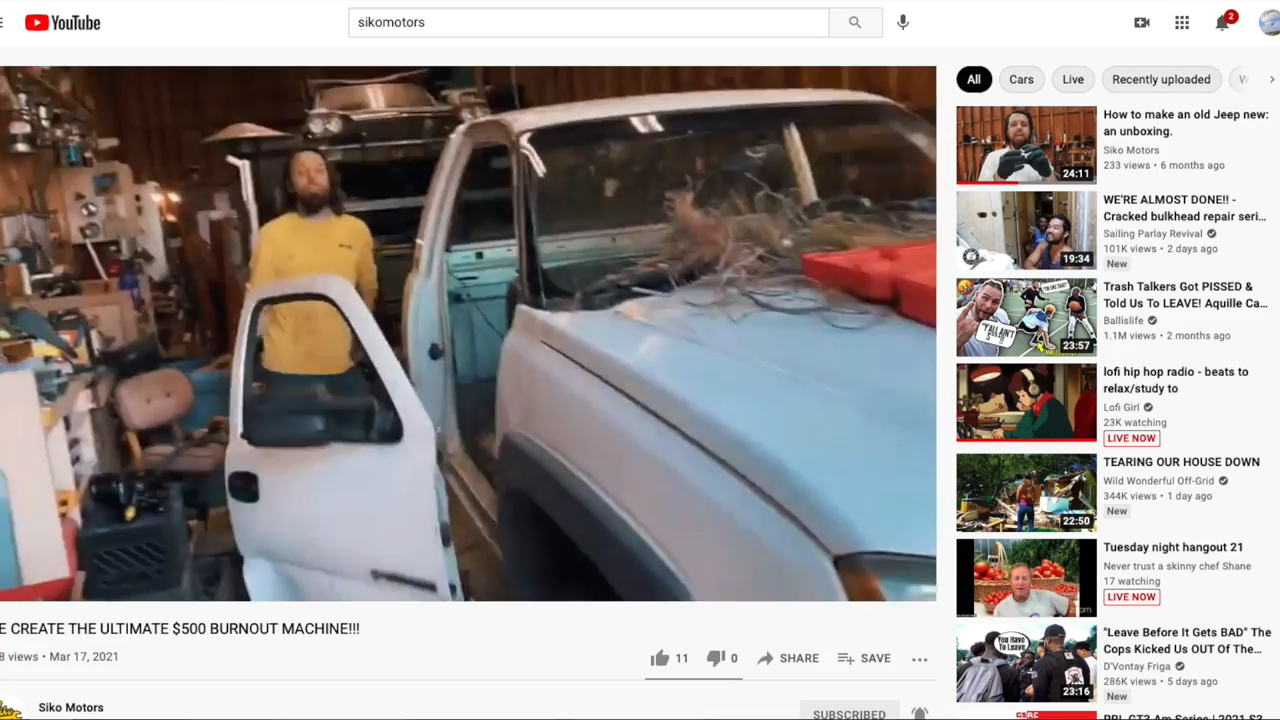 YouTube
sikomotors
2
All
Cars
Live
Recently uploaded
W
E CREATE THE ULTIMATE $500 BURNOUT MACHINE!!!
8 views • Mar 17, 2021
11
0
SHARE
SAVE
Siko Motors
SUBSCRIBED
24:11
How to make an old Jeep new:
an unboxing.
Siko Motors
233 views • 6 months ago
19:34
WE'RE ALMOST DONE!! -
Cracked bulkhead repair seri...
Sailing Parlay Revival
101K views • 2 days ago
New
23:57
Trash Talkers Got PISSED &
Told Us To LEAVE! Aquille Ca...
Ballislife
1.1M views • 2 months ago
lofi hip hop radio - beats to
relax/study to
Lofi Girl
23K watching
LIVE NOW
22:50
TEARING OUR HOUSE DOWN
Wild Wonderful Off-Grid
344K views • 1 day ago
New
zoom
Tuesday night hangout 21
Never trust a skinny chef Shane
17 watching
LIVE NOW
You Have
To Leave
23:16
"Leave Before It Gets BAD" The
Cops Kicked Us OUT Of The...
D'Vontay Friga
286K views • 5 days ago
New